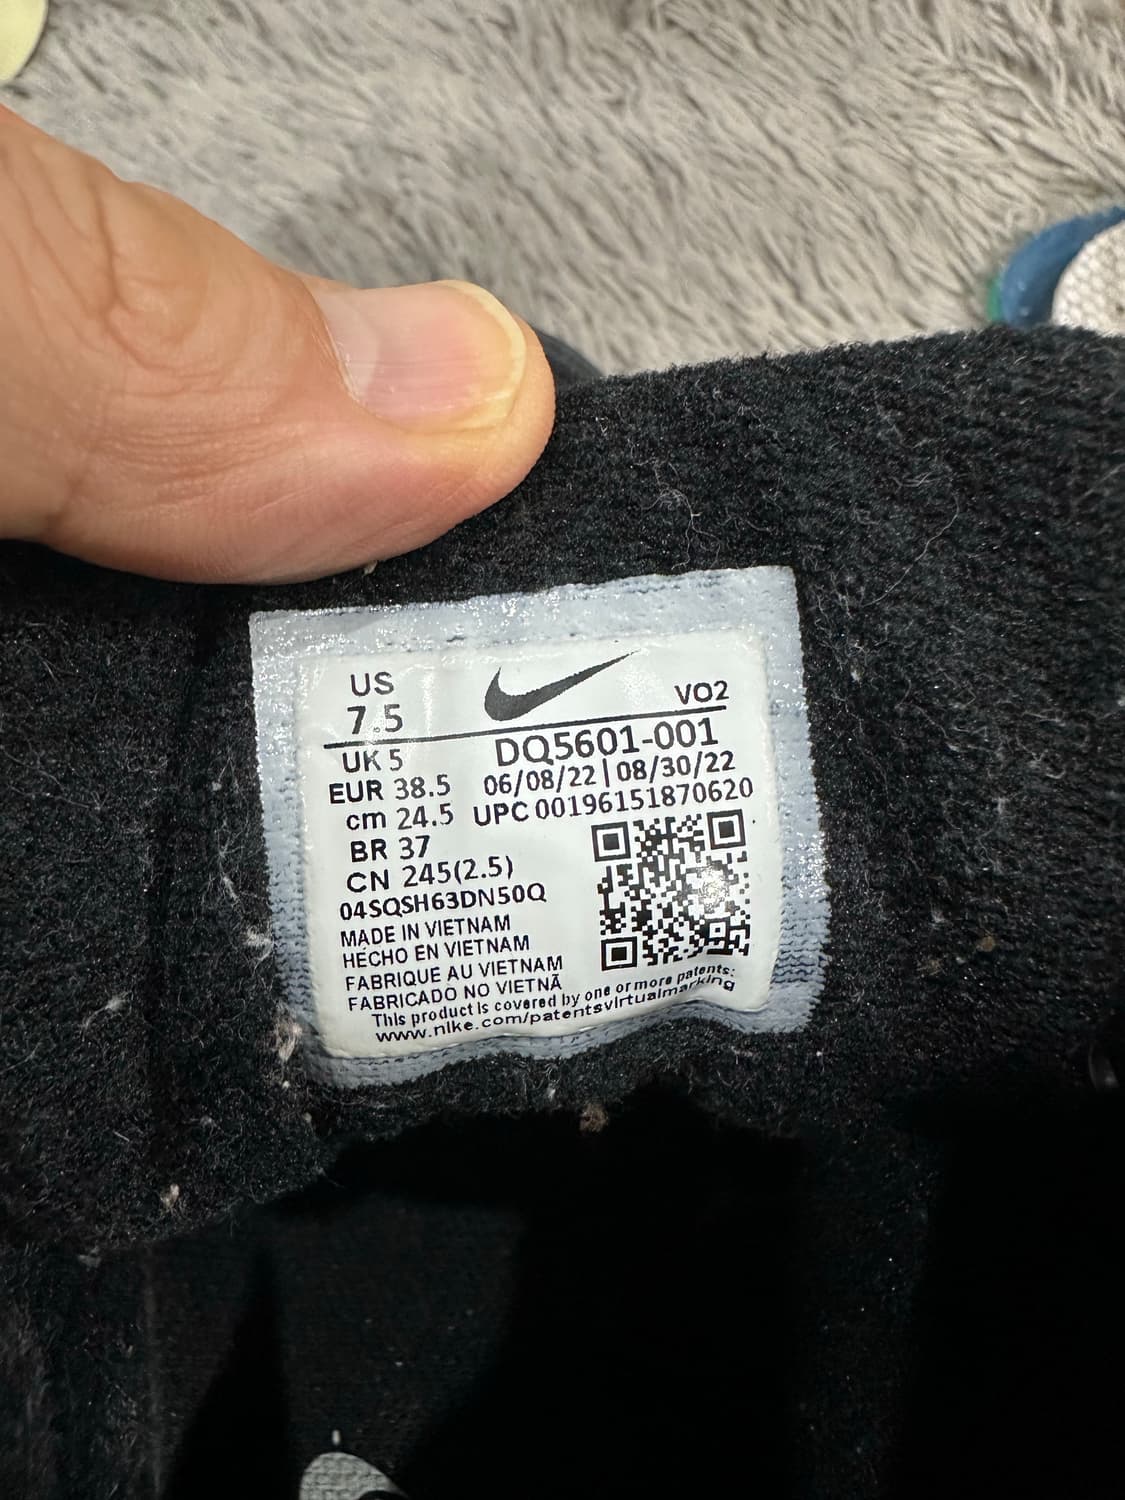 US
7.5
VO2
UK 5
DQ5601-001
EUR 38.5
06/08/22 | 08/30/22
cm 24.5
UPC 00196151870620
BR 37
CN 245(2.5)
04SQSH63DN50Q
MADE IN VIETNAM
HECHO EN VIETNAM
FABRIQUE AU VIETNAM
FABRICADO NO VIETNÃ
This product is covered by one or more patents:
www.nike.com/patentsvirtualmarking